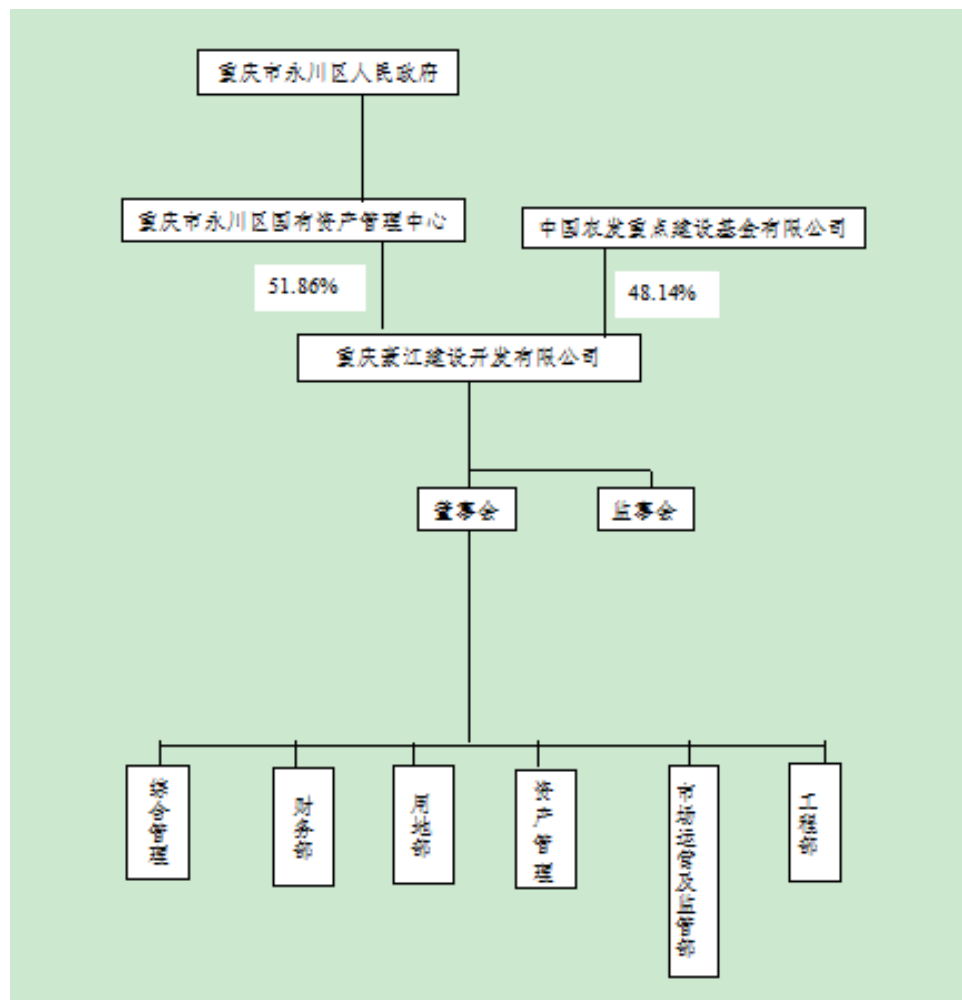 重庆市永川区人民政府
重庆市永川区国有资产管理中心
中国农发重点建设基金有限公司
51.86%
48.14%
重庆豪江建设开发有限公司
董事会
监事会
综合管理
财务部
用地部
资产管理
市场运营及监管部
工程部